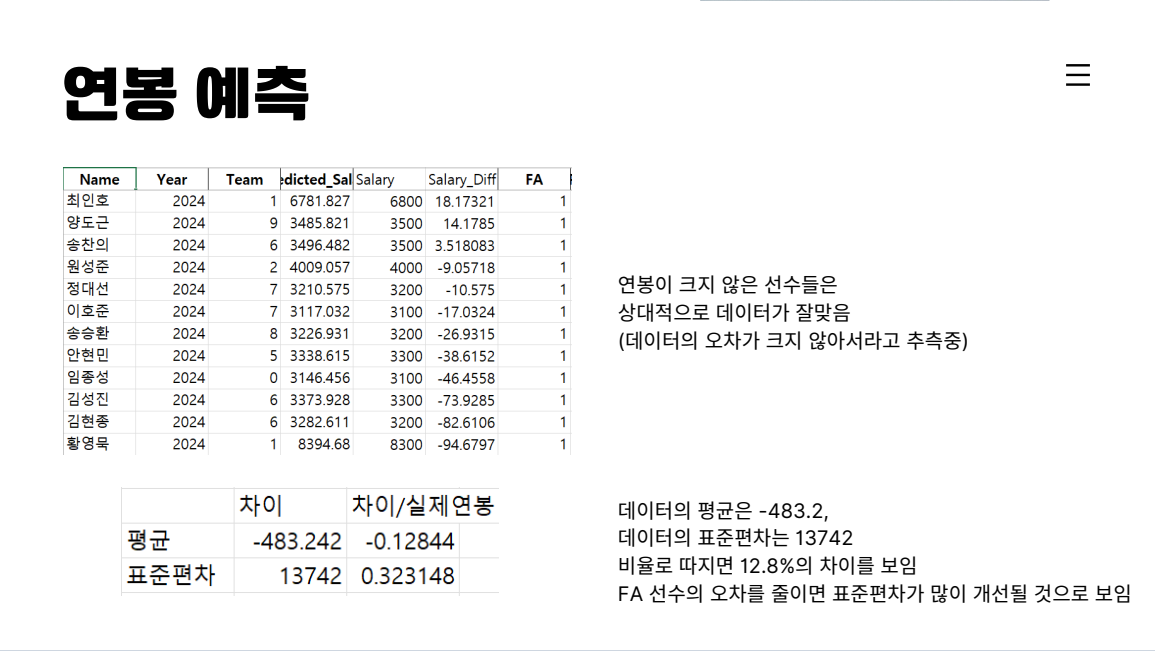 연봉 예측
Name Year Team edicted_Sal Salary Salary_Diff FA
최인호 2024 1 6781.827 6800 18.17321 1
양도근 2024 9 3485.821 3500 14.1785 1
송찬의 2024 6 3496.482 3500 3.518083 1
원성준 2024 2 4009.057 4000 -9.05718 1
정대선 2024 7 3210.575 3200 -10.575 1
이호준 2024 7 3117.032 3100 -17.0324 1
송승환 2024 8 3226.931 3200 -26.9315 1
안현민 2024 5 3338.615 3300 -38.6152 1
임종성 2024 0 3146.456 3100 -46.4558 1
김성진 2024 6 3373.928 3300 -73.9285 1
김현종 2024 6 3282.611 3200 -82.6106 1
황영묵 2024 1 8394.68 8300 -94.6797 1
연봉이 크지 않은 선수들은
상대적으로 데이터가 잘맞음
(데이터의 오차가 크지 않아서라고 추측중)
차이 차이/실제연봉
평균 -483.242 -0.12844
표준편차 13742 0.323148
데이터의 평균은 -483.2,
데이터의 표준편차는 13742
비율로 따지면 12.8%의 차이를 보임
FA 선수의 오차를 줄이면 표준편차가 많이 개선될 것으로 보임